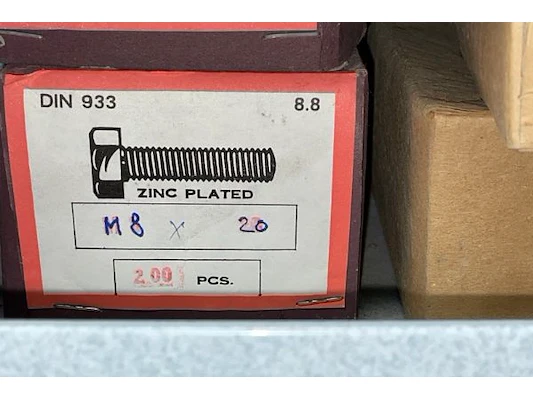 DIN 933 8.8
ZINC PLATED
M8 x 20
200 PCS.